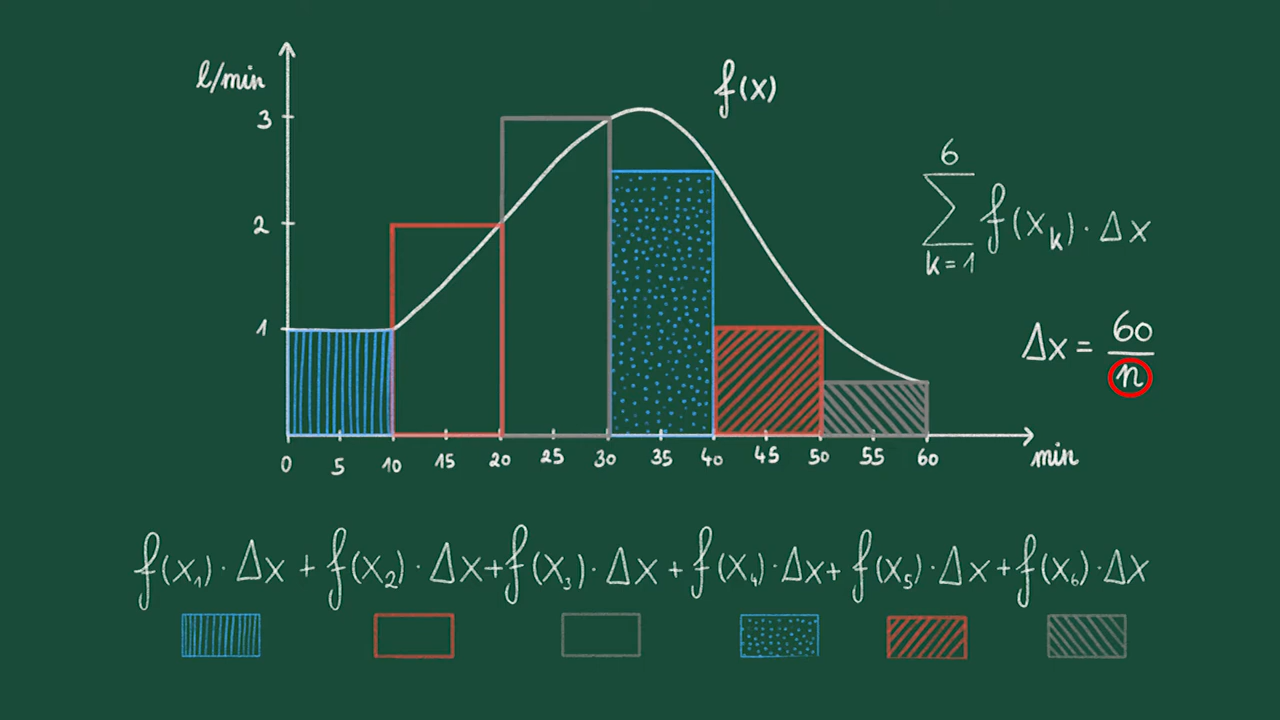 l/min
f(x)
3
2
1
0 5 10 15 20 25 30 35 40 45 50 55 60
min
6
∑ f(x_k) · Δx
k=1
Δx = 60/n
f(x₁) · Δx + f(x₂) · Δx + f(x₃) · Δx + f(x₄) · Δx + f(x₅) · Δx + f(x₆) · Δx